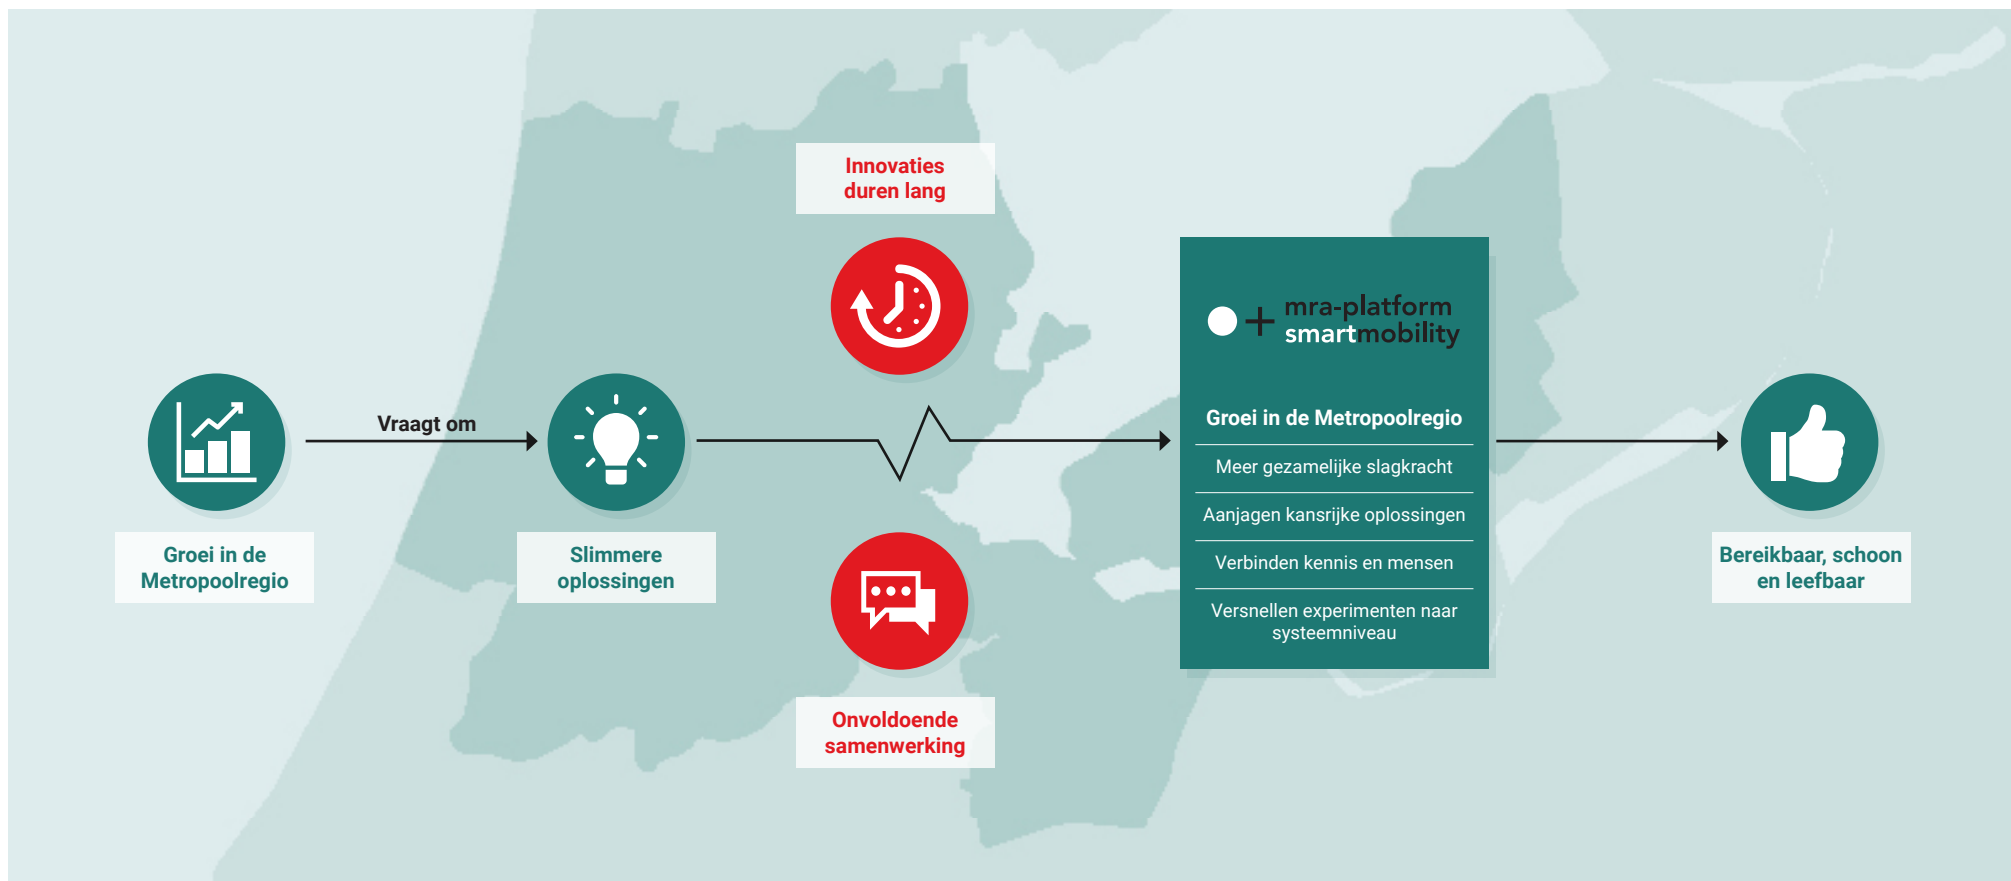 Groei in de
Metropoolregio
Vraagt om
Slimmere
oplossingen
Innovaties
duren lang
Onvoldoende
samenwerking
mra-platform
smartmobility
Groei in de Metropoolregio
Meer gezamelijke slagkracht
Aanjagen kansrijke oplossingen
Verbinden kennis en mensen
Versnellen experimenten naar
systeemniveau
Bereikbaar, schoon
en leefbaar